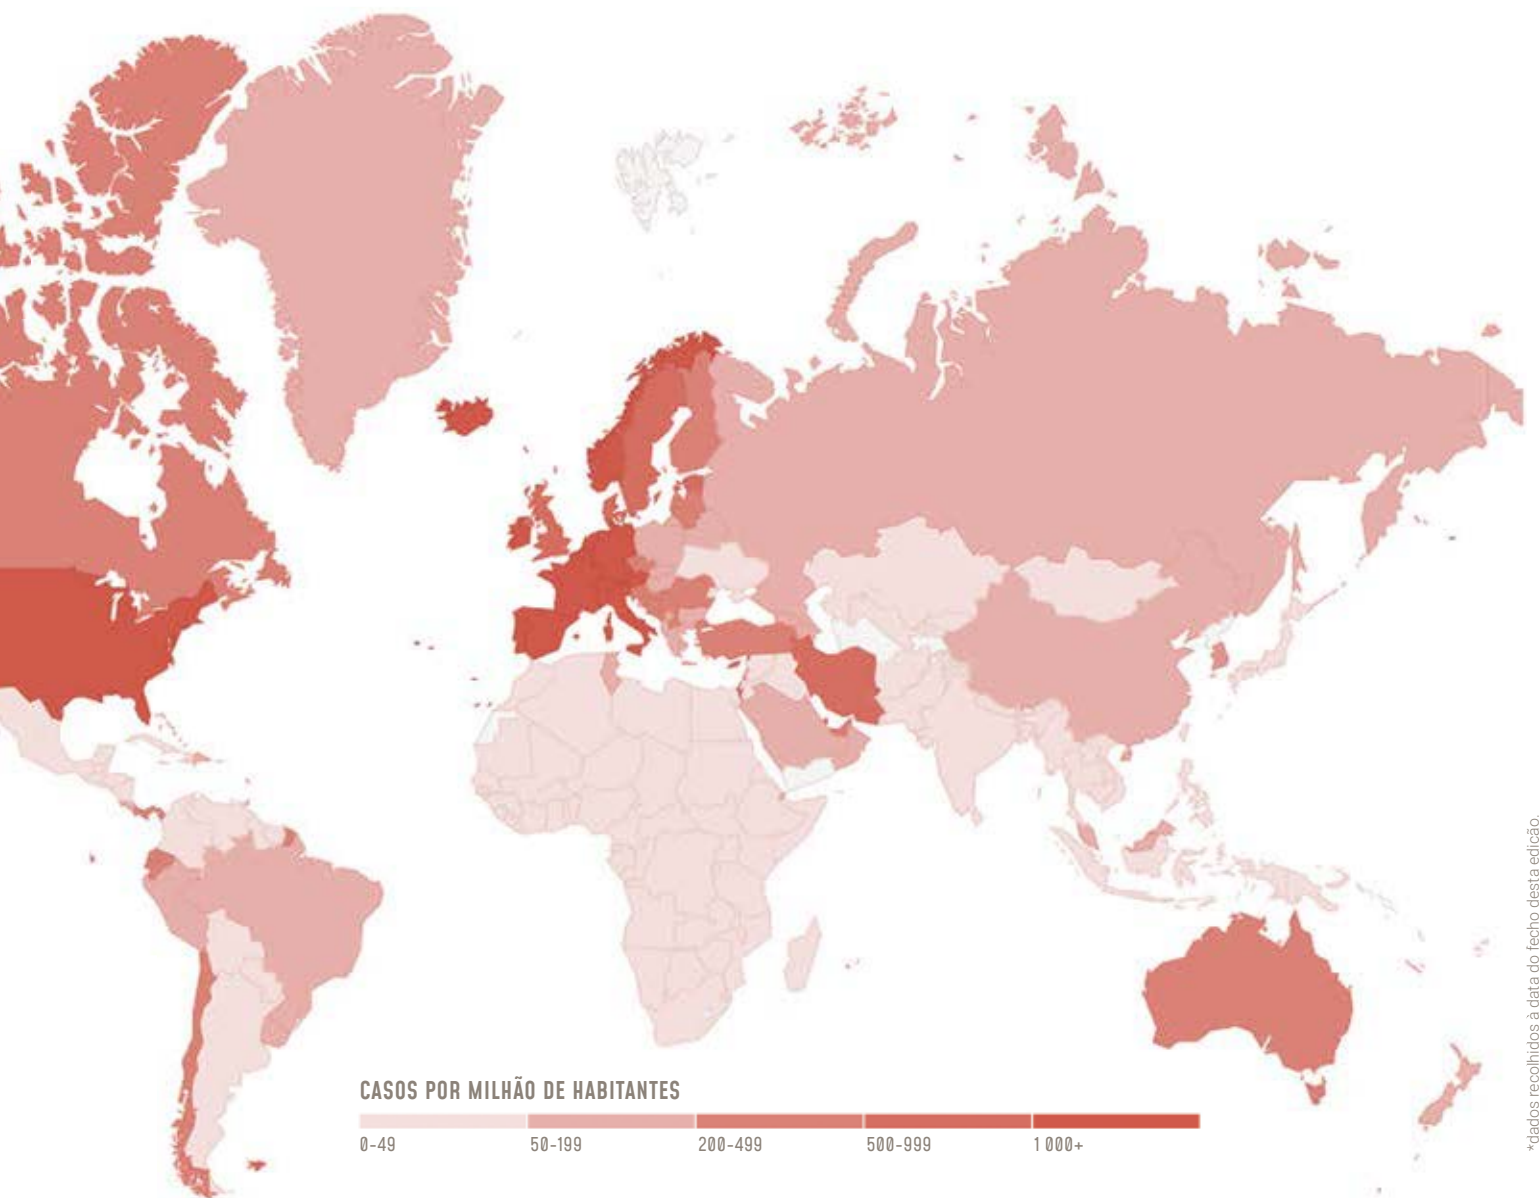 CASOS POR MILHÃO DE HABITANTES
0-49
50-199
200-499
500-999
1 000+
*dados recolhidos à data do fecho desta edição.